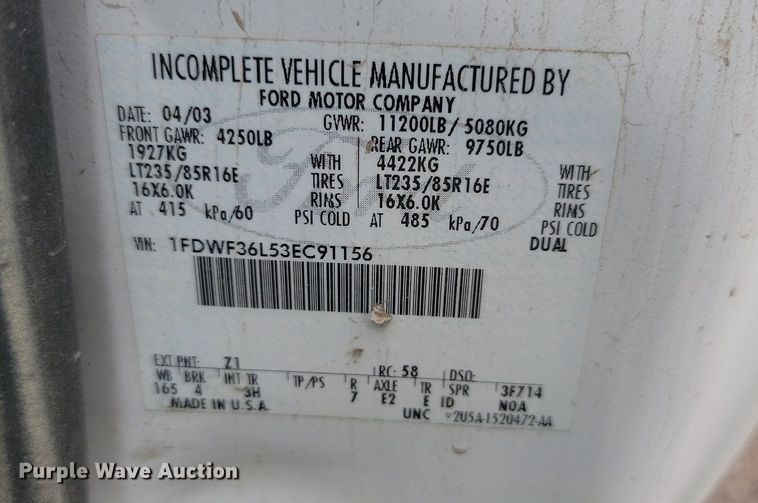 INCOMPLETE VEHICLE MANUFACTURED BY
FORD MOTOR COMPANY
DATE: 04/03 GVWR: 11200LB/ 5080KG
FRONT GAWR: 4250LB REAR GAWR: 9750LB
1927KG WITH 4422KG WITH
LT235/85R16E TIRES LT235/85R16E TIRES
16X6.0K RIMS 16X6.0K RIMS
AT 415 kPa/60 PSI COLD AT 485 kPa/70 PSI COLD
DUAL
VIN: 1FDWF36L53EC91156
Ford
EXT PNT: Z1 RC: 58 DSO:
WB BRK INT TR TP/PS R AXLE TR SPR 3F714
165 4 3H 7 E2 E ID N0A
MADE IN U.S.A. UNC V2U5A-1520472-AA
Purple Wave Auction